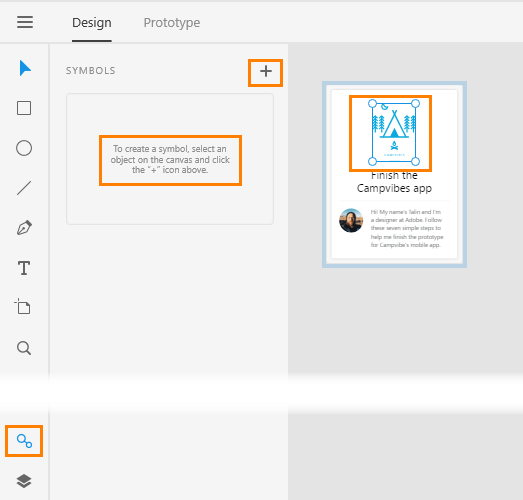 Design Prototype
SYMBOLS
To create a symbol, select an
object on the canvas and click
the "+" icon above.
Finish the
Campvibes app
Hi! My name's Talin and I'm
a designer at Adobe. Follow
these seven simple steps to
help me finish the prototype
for Campvibe's mobile app.